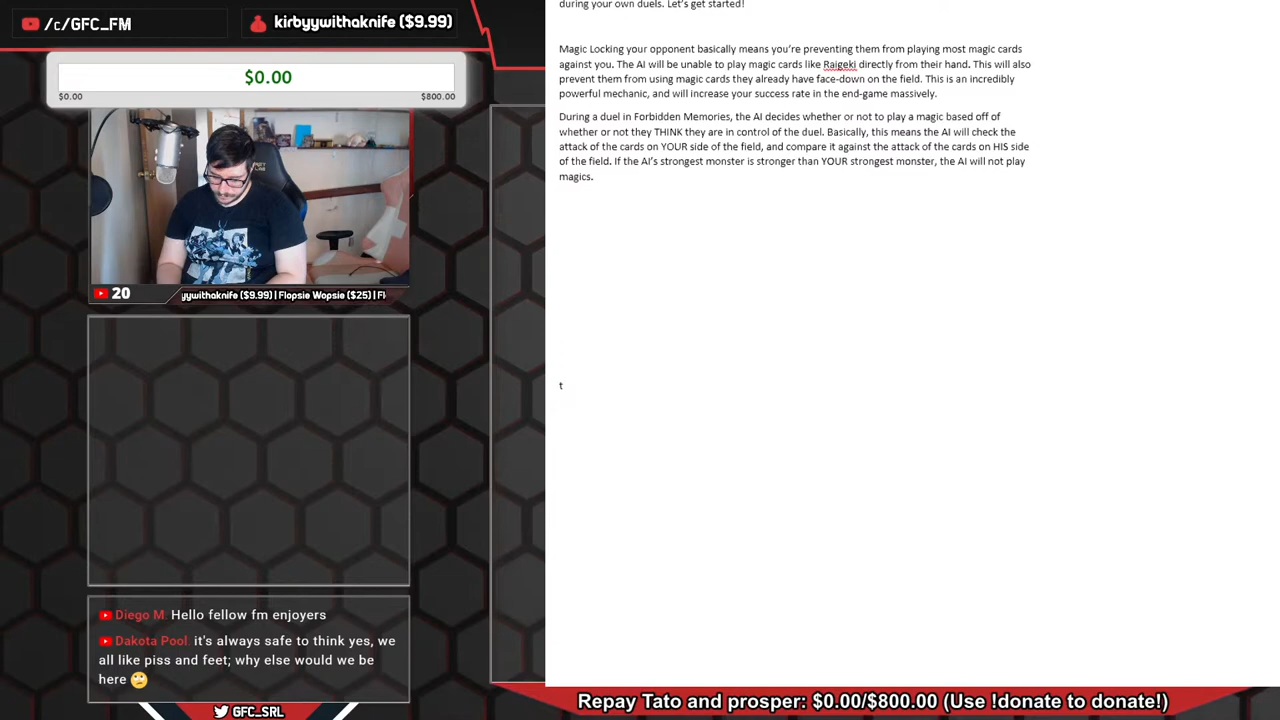 /c/GFC_FM
kirbyywithaknife ($9.99)
$0.00
$0.00
$800.00
20
yywithaknife ($9.99) | Flopsie Wopsie ($25) | Fl
Diego M. Hello fellow fm enjoyers
Dakota Pool. it's always safe to think yes, we
all like piss and feet; why else would we be
here 🙄
GFC_SRL
during your own duels. Let's get started!
Magic Locking your opponent basically means you're preventing them from playing most magic cards
against you. The AI will be unable to play magic cards like Raigeki directly from their hand. This will also
prevent them from using magic cards they already have face-down on the field. This is an incredibly
powerful mechanic, and will increase your success rate in the end-game massively.
During a duel in Forbidden Memories, the AI decides whether or not to play a magic based off of
whether or not they THINK they are in control of the duel. Basically, this means the AI will check the
attack of the cards on YOUR side of the field, and compare it against the attack of the cards on HIS side
of the field. If the AI's strongest monster is stronger than YOUR strongest monster, the AI will not play
magics.
t
Repay Tato and prosper: $0.00/$800.00 (Use !donate to donate!)